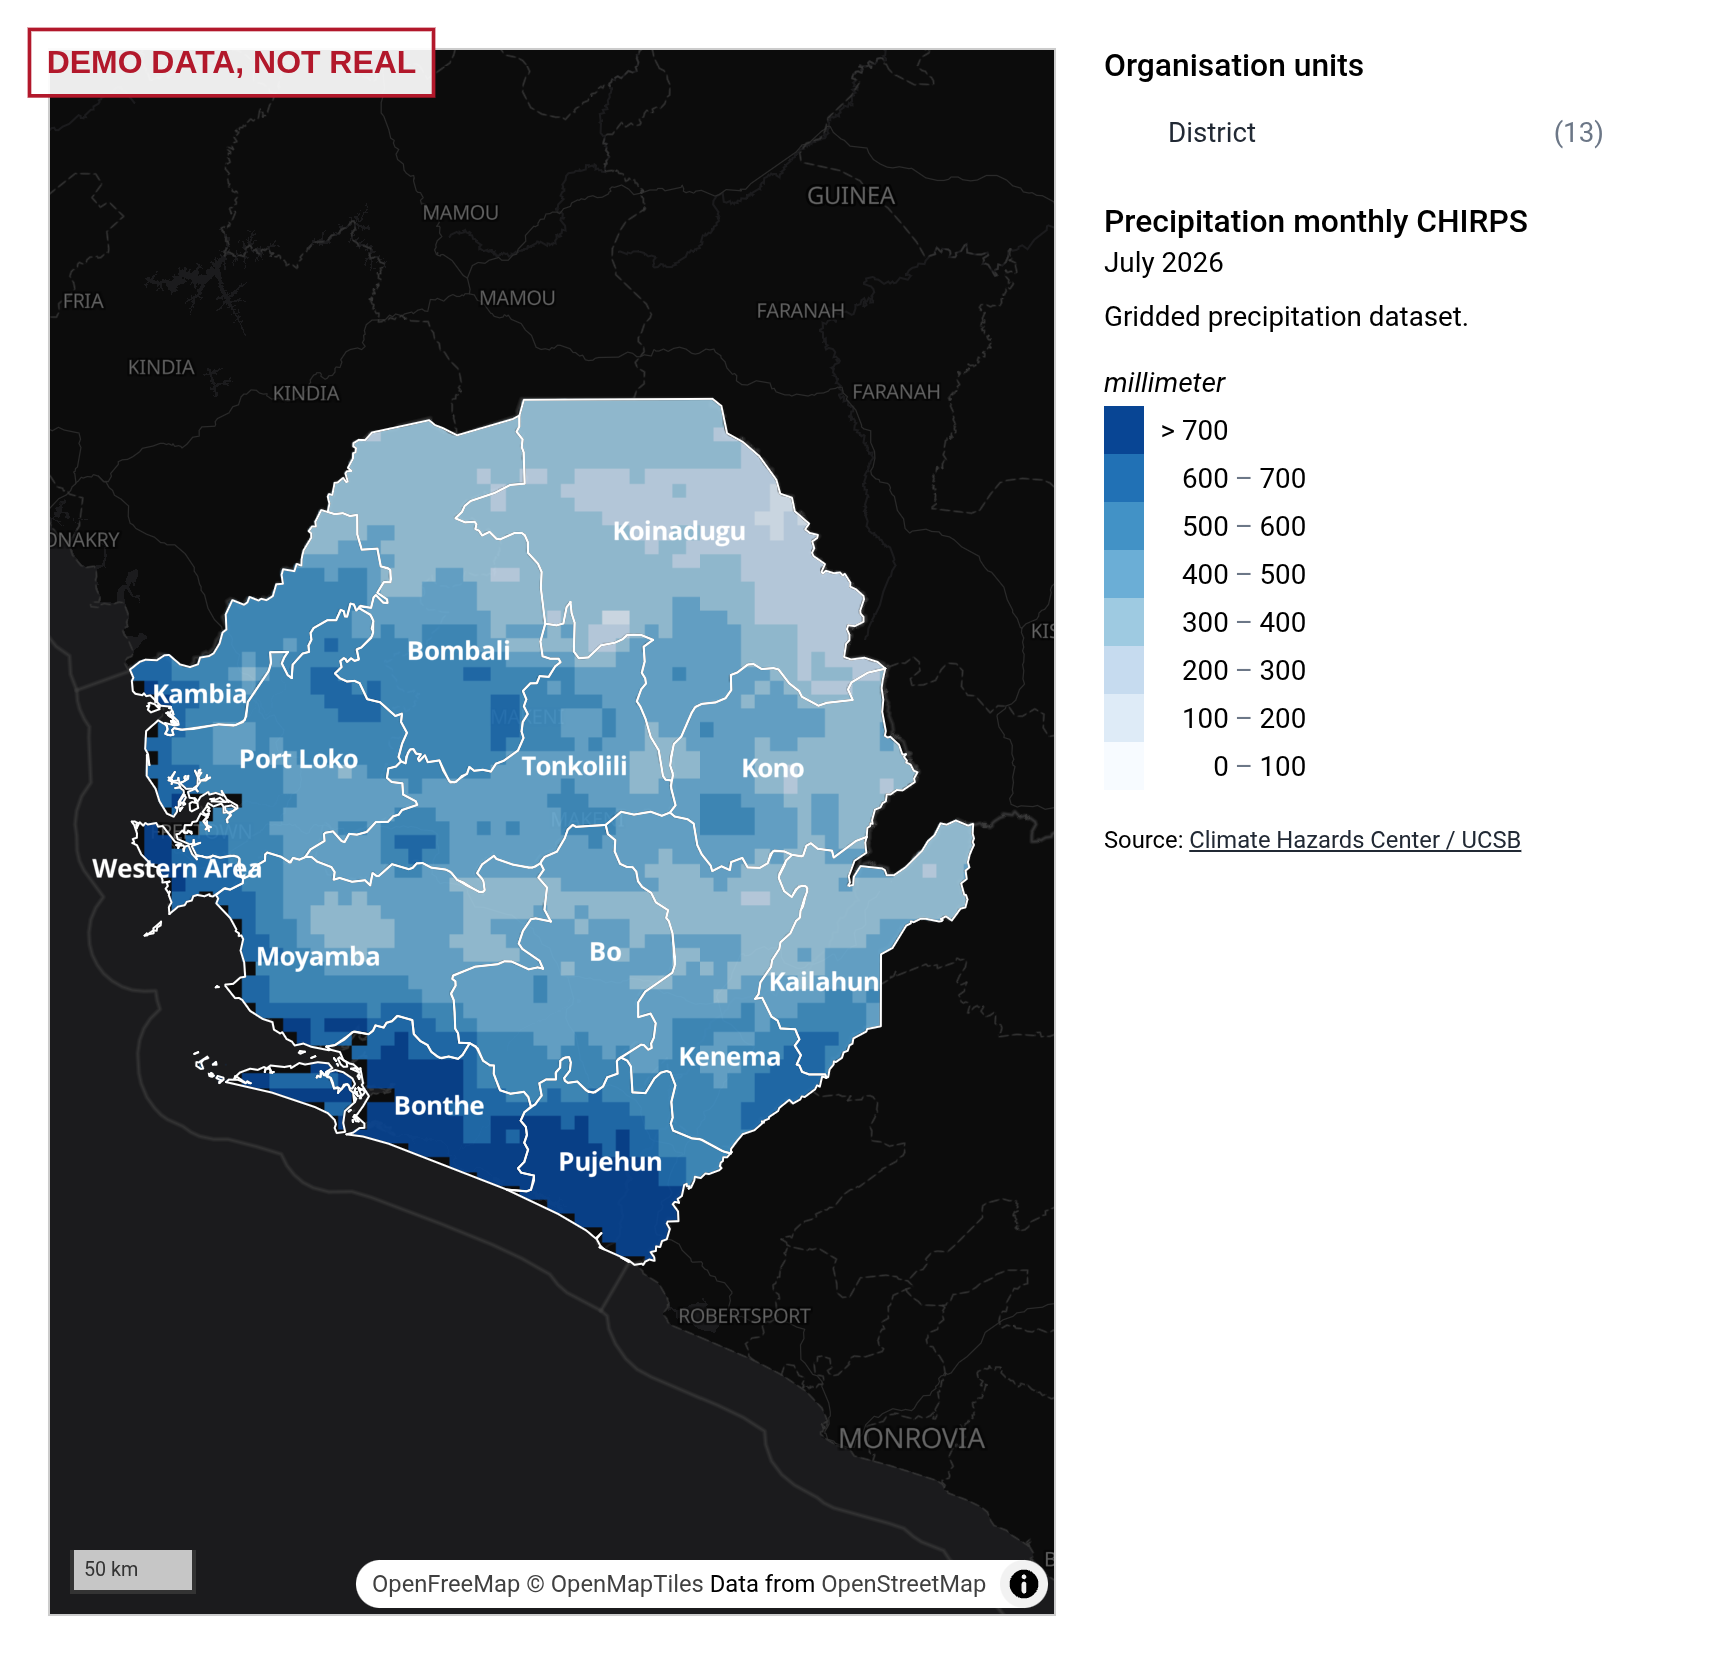 DEMO DATA, NOT REAL
GUINEA
MAMOU
MAMOU
FRIA
FARANAH
KINDIA
KINDIA
FARANAH
Koinadugu
Bombali
Kambia
Port Loko
Tonkolili
Kono
Western Area
Moyamba
Bo
Kailahun
Kenema
Bonthe
Pujehun
ROBERTSPORT
MONROVIA
50 km
OpenFreeMap © OpenMapTiles Data from OpenStreetMap
Organisation units
District (13)
Precipitation monthly CHIRPS
July 2026
Gridded precipitation dataset.
millimeter
> 700
600 – 700
500 – 600
400 – 500
300 – 400
200 – 300
100 – 200
0 – 100
Source: Climate Hazards Center / UCSB